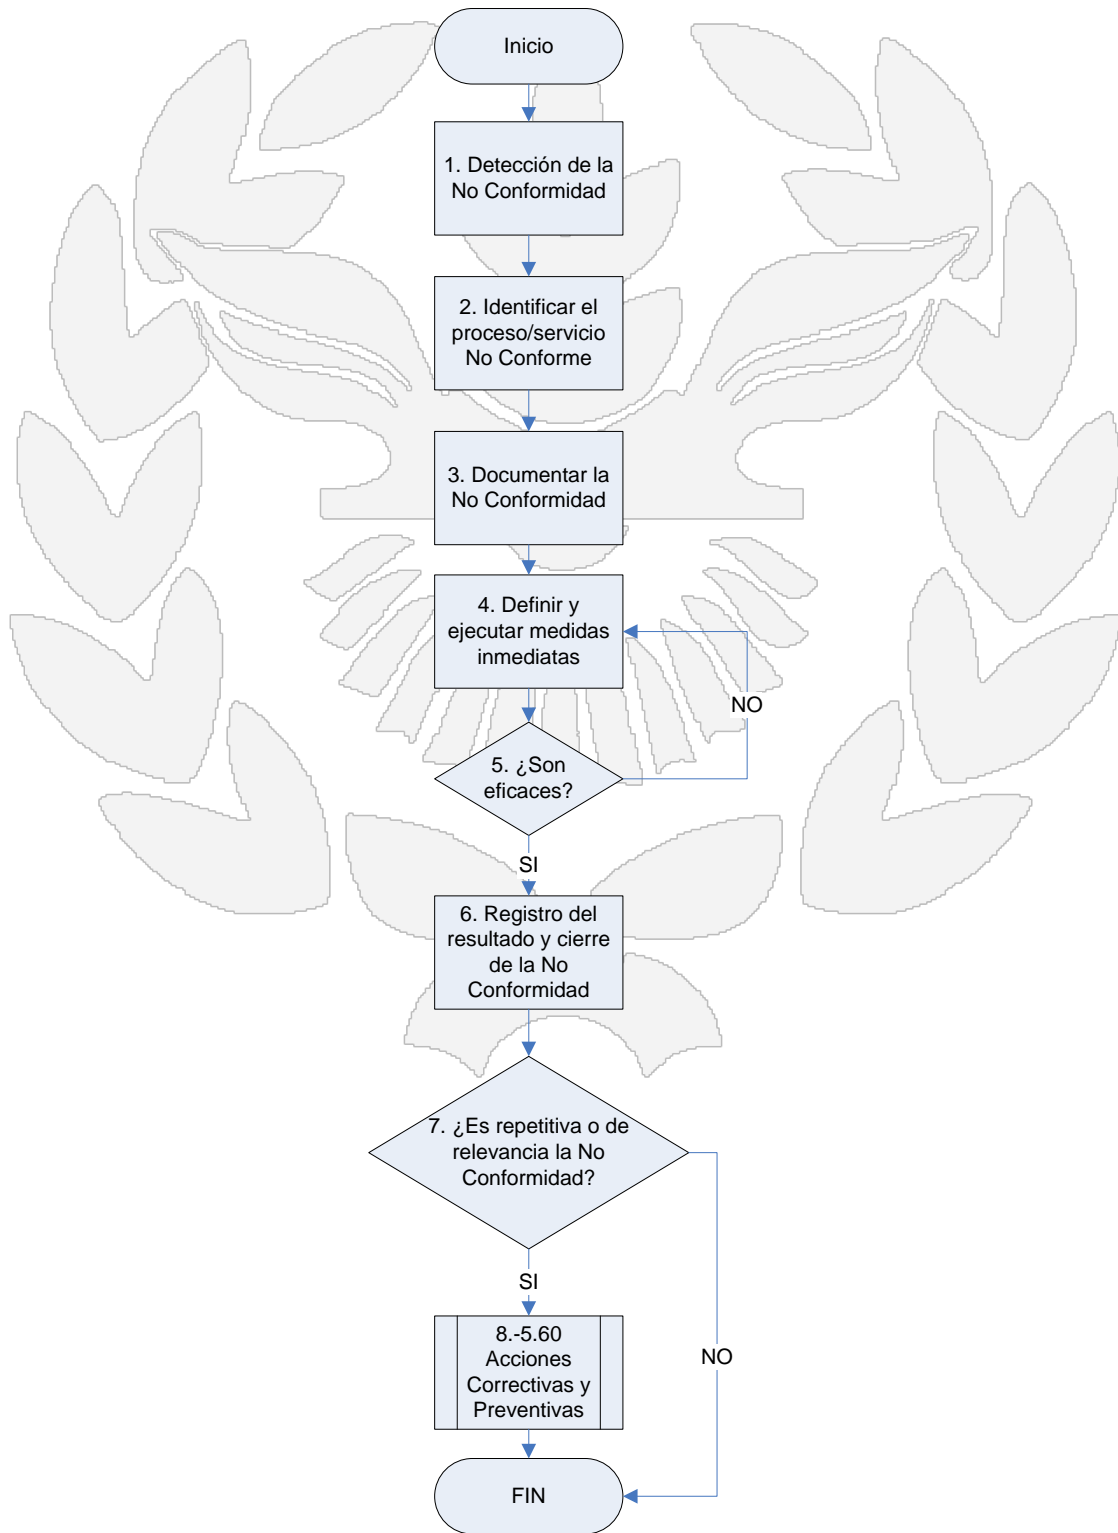 Inicio
1. Detección de la
No Conformidad
2. Identificar el
proceso/servicio
No Conforme
3. Documentar la
No Conformidad
4. Definir y
ejecutar medidas
inmediatas
NO
5. ¿Son
eficaces?
SI
6. Registro del
resultado y cierre
de la No
Conformidad
7. ¿Es repetitiva o de
relevancia la No
Conformidad?
SI
8.-5.60
Acciones
Correctivas y
Preventivas
NO
FIN